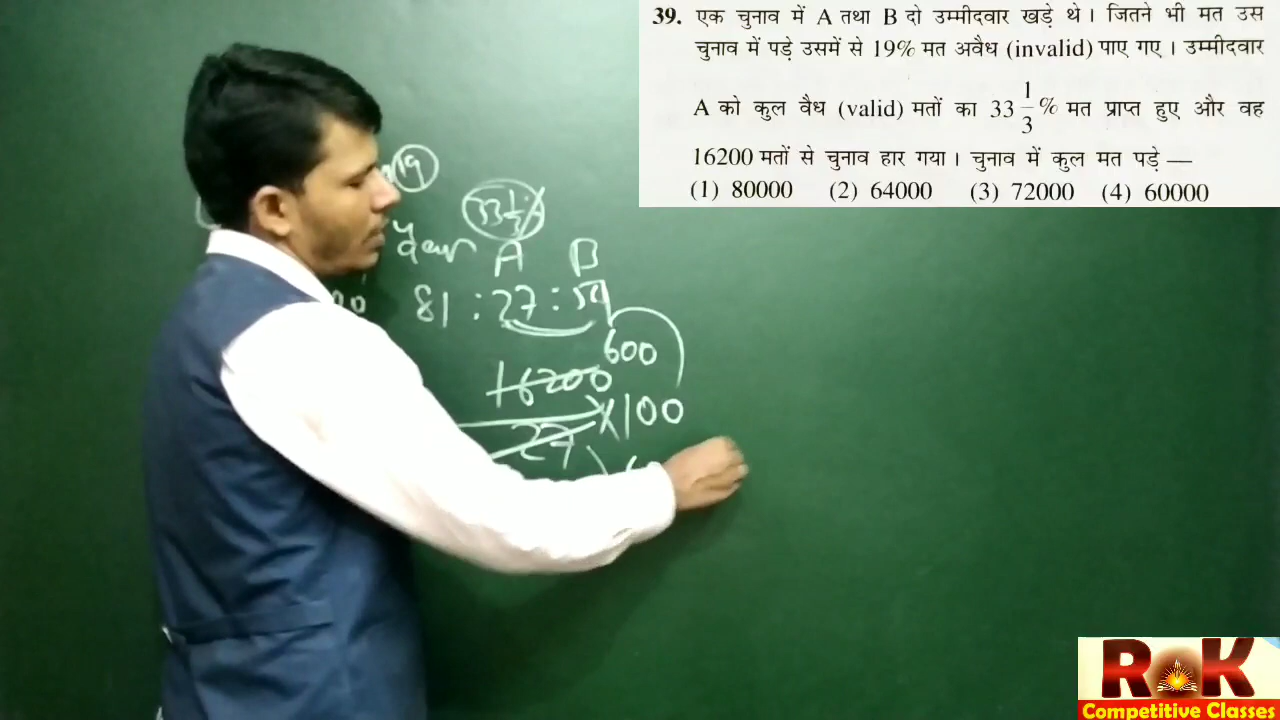 39. एक चुनाव में A तथा B दो उम्मीदवार खड़े थे। जितने भी मत उस
चुनाव में पड़े उसमें से 19% मत अवैध (invalid) पाए गए। उम्मीदवार
A को कुल वैध (valid) मतों का 33 1/3 % मत प्राप्त हुए और वह
16200 मतों से चुनाव हार गया। चुनाव में कुल मत पड़े —
(1) 80000 (2) 64000 (3) 72000 (4) 60000
19
33 1/3 %
A B
81 : 27 : 54
600
16200
×100
27
ROK
Competitive Classes